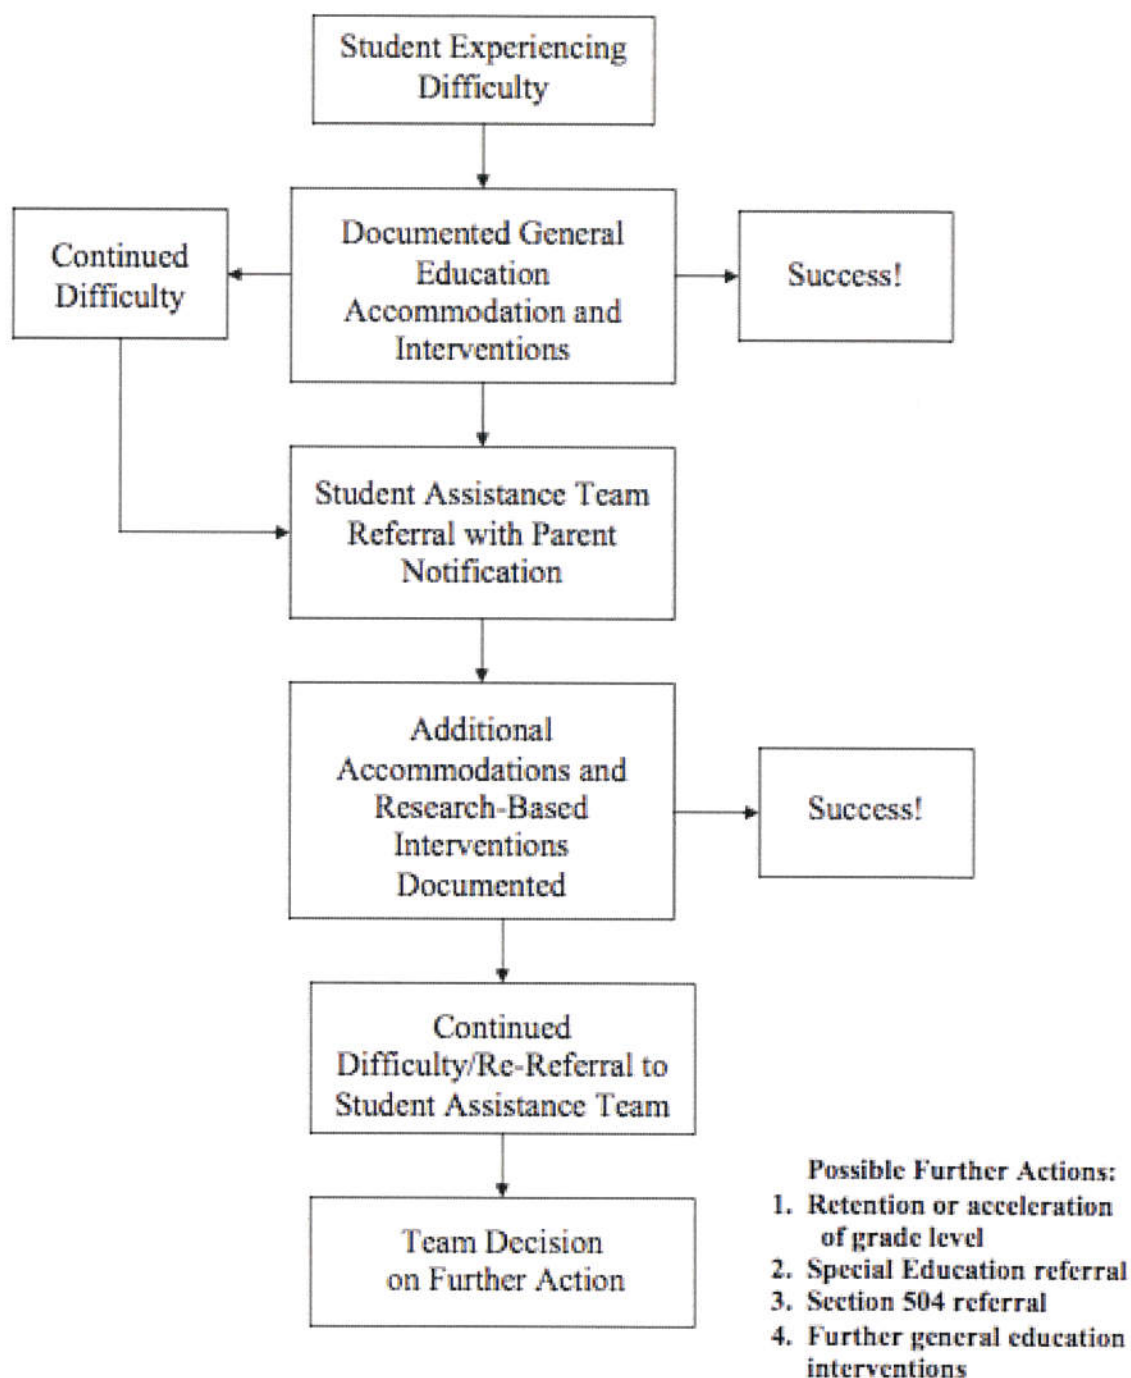 Student Experiencing
Difficulty
Continued
Difficulty
Documented General
Education
Accommodation and
Interventions
Success!
Student Assistance Team
Referral with Parent
Notification
Additional
Accommodations and
Research-Based
Interventions
Documented
Success!
Continued
Difficulty/Re-Referral to
Student Assistance Team
Team Decision
on Further Action
Possible Further Actions:
1. Retention or acceleration
of grade level
2. Special Education referral
3. Section 504 referral
4. Further general education
interventions